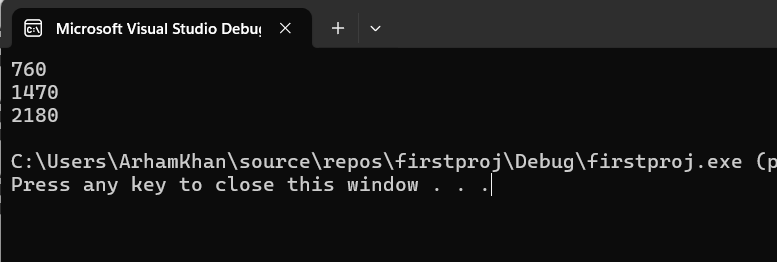 Microsoft Visual Studio Debu
760
1470
2180
C:\Users\ArhamKhan\source\repos\firstproj\Debug\firstproj.exe (p
Press any key to close this window . . .